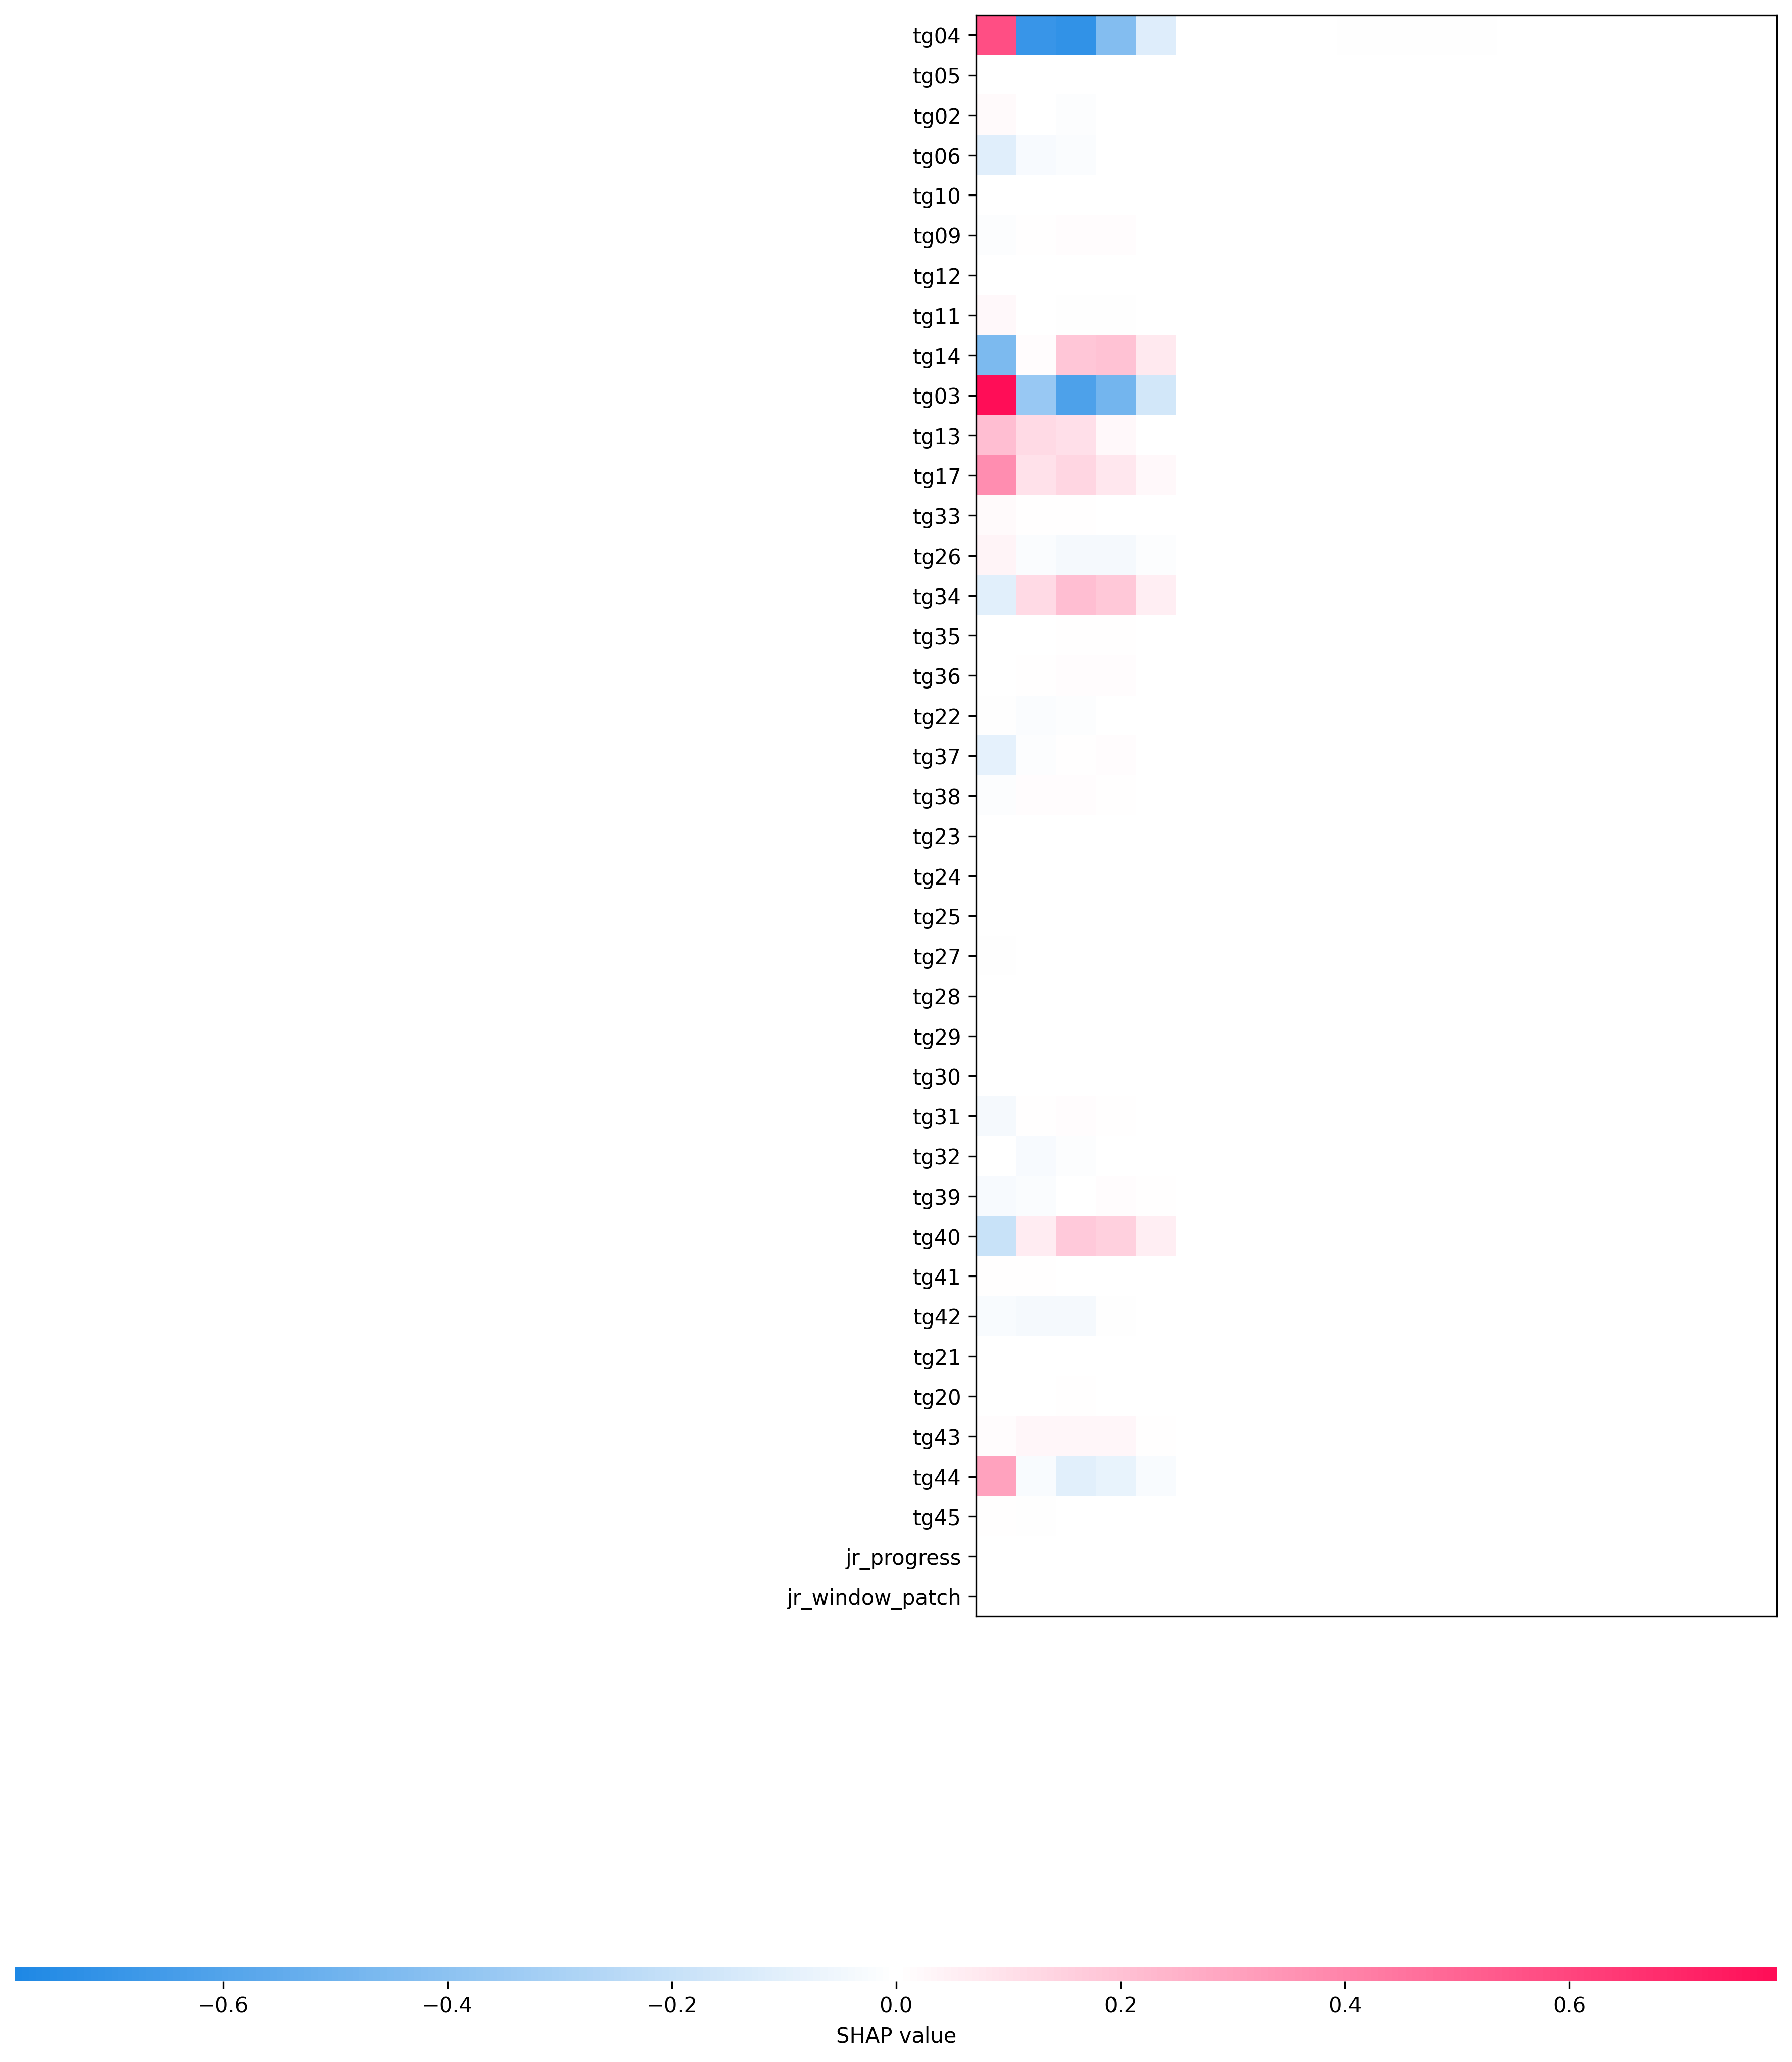 tg04
tg05
tg02
tg06
tg10
tg09
tg12
tg11
tg14
tg03
tg13
tg17
tg33
tg26
tg34
tg35
tg36
tg22
tg37
tg38
tg23
tg24
tg25
tg27
tg28
tg29
tg30
tg31
tg32
tg39
tg40
tg41
tg42
tg21
tg20
tg43
tg44
tg45
jr_progress
jr_window_patch
−0.6 −0.4 −0.2 0.0 0.2 0.4 0.6
SHAP value